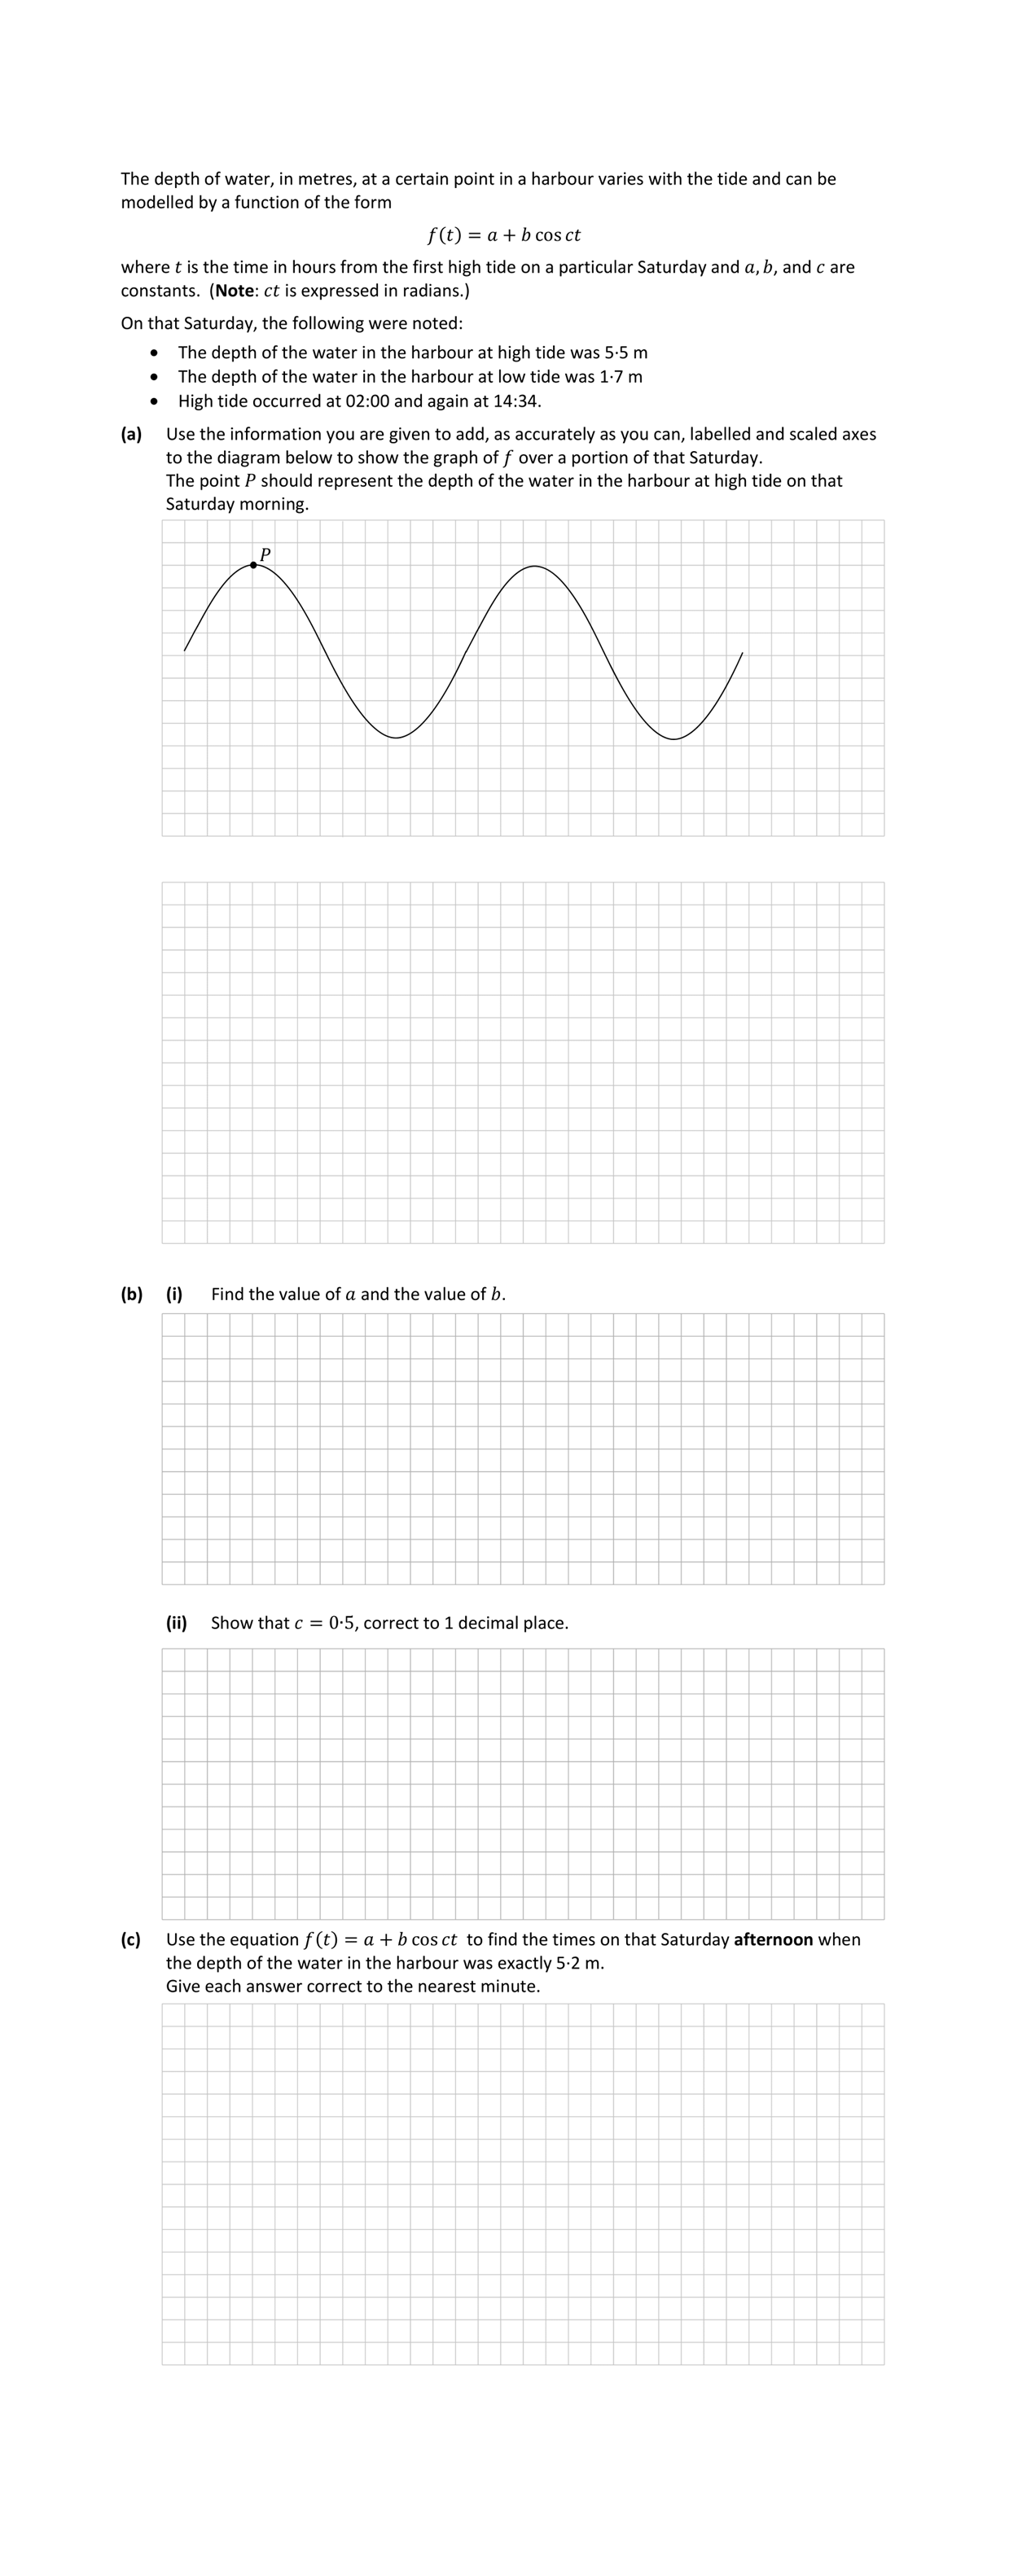 The depth of water, in metres, at a certain point in a harbour varies with the tide and can be
modelled by a function of the form
f(t) = a + b cos ct
where t is the time in hours from the first high tide on a particular Saturday and a, b, and c are
constants. (Note: ct is expressed in radians.)
On that Saturday, the following were noted:
• The depth of the water in the harbour at high tide was 5·5 m
• The depth of the water in the harbour at low tide was 1·7 m
• High tide occurred at 02:00 and again at 14:34.
(a) Use the information you are given to add, as accurately as you can, labelled and scaled axes
to the diagram below to show the graph of f over a portion of that Saturday.
The point P should represent the depth of the water in the harbour at high tide on that
Saturday morning.
P
(b) (i) Find the value of a and the value of b.
(ii) Show that c = 0·5, correct to 1 decimal place.
(c) Use the equation f(t) = a + b cos ct to find the times on that Saturday afternoon when
the depth of the water in the harbour was exactly 5·2 m.
Give each answer correct to the nearest minute.